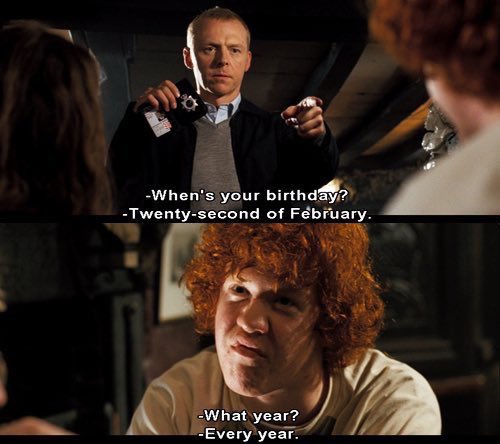 -When's your birthday?
-Twenty-second of February.
-What year?
-Every year.